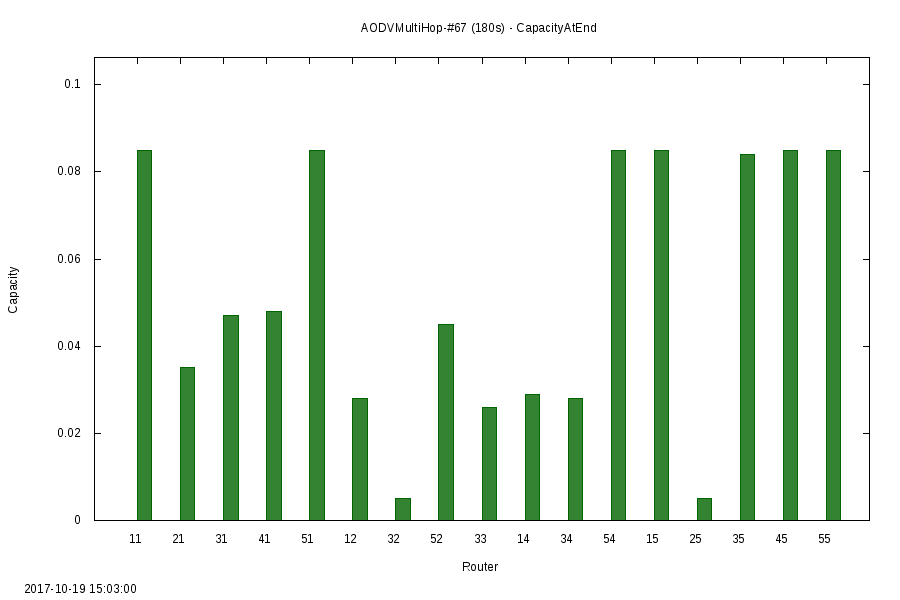 AODVMultiHop-#67 (180s) - CapacityAtEnd
0.1
0.08
0.06
0.04
0.02
0
Capacity
11 21 31 41 51 12 32 52 33 14 34 54 15 25 35 45 55
Router
2017-10-19 15:03:00